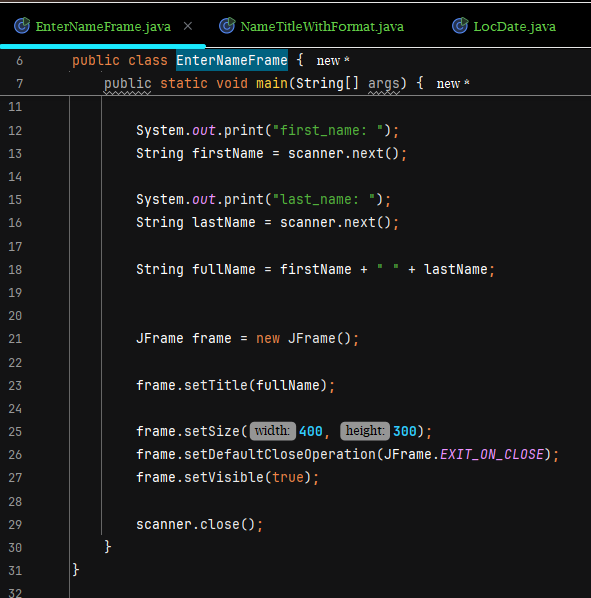 EnterNameFrame.java × NameTitleWithFormat.java LocDate.java
6 public class EnterNameFrame { new *
7 public static void main(String[] args) { new *
11
12 System.out.print("first_name: ");
13 String firstName = scanner.next();
14
15 System.out.print("last_name: ");
16 String lastName = scanner.next();
17
18 String fullName = firstName + " " + lastName;
19
20
21 JFrame frame = new JFrame();
22
23 frame.setTitle(fullName);
24
25 frame.setSize( width: 400, height: 300);
26 frame.setDefaultCloseOperation(JFrame.EXIT_ON_CLOSE);
27 frame.setVisible(true);
28
29 scanner.close();
30 }
31 }
32